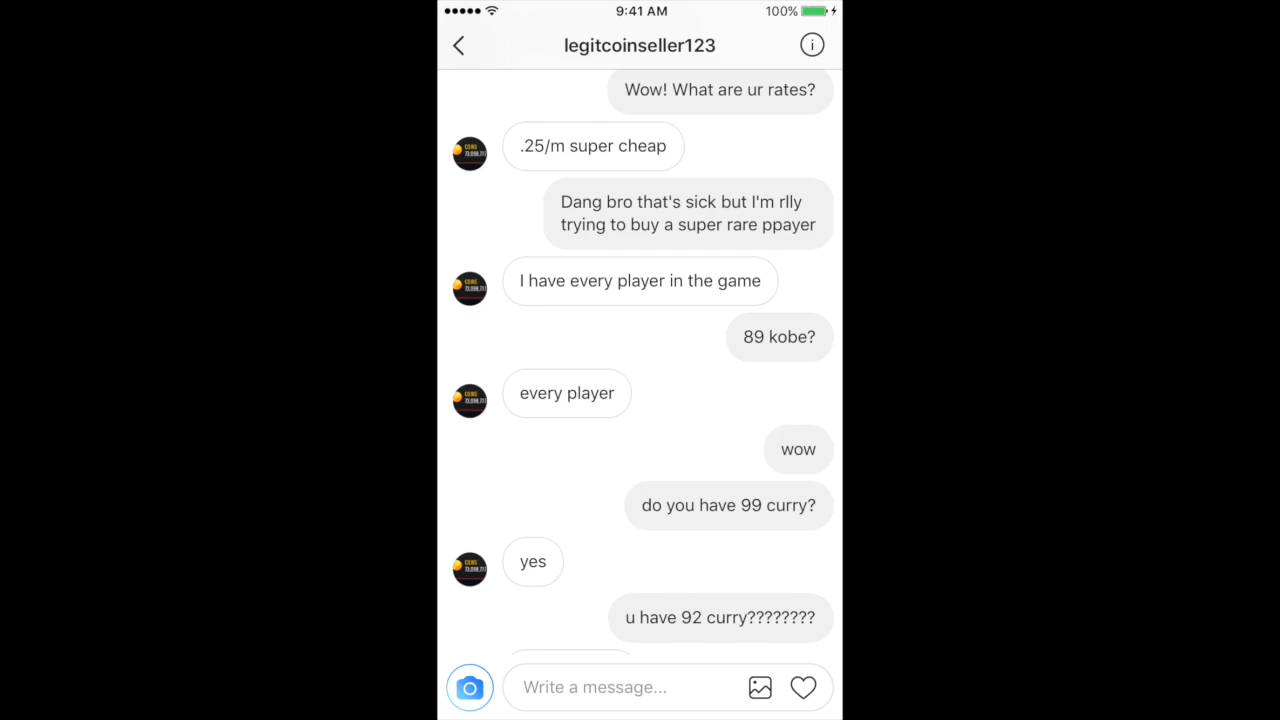 9:41 AM
100%
legitcoinseller123
Wow! What are ur rates?
.25/m super cheap
Dang bro that's sick but I'm rlly
trying to buy a super rare ppayer
I have every player in the game
89 kobe?
every player
wow
do you have 99 curry?
yes
u have 92 curry????????
Write a message...